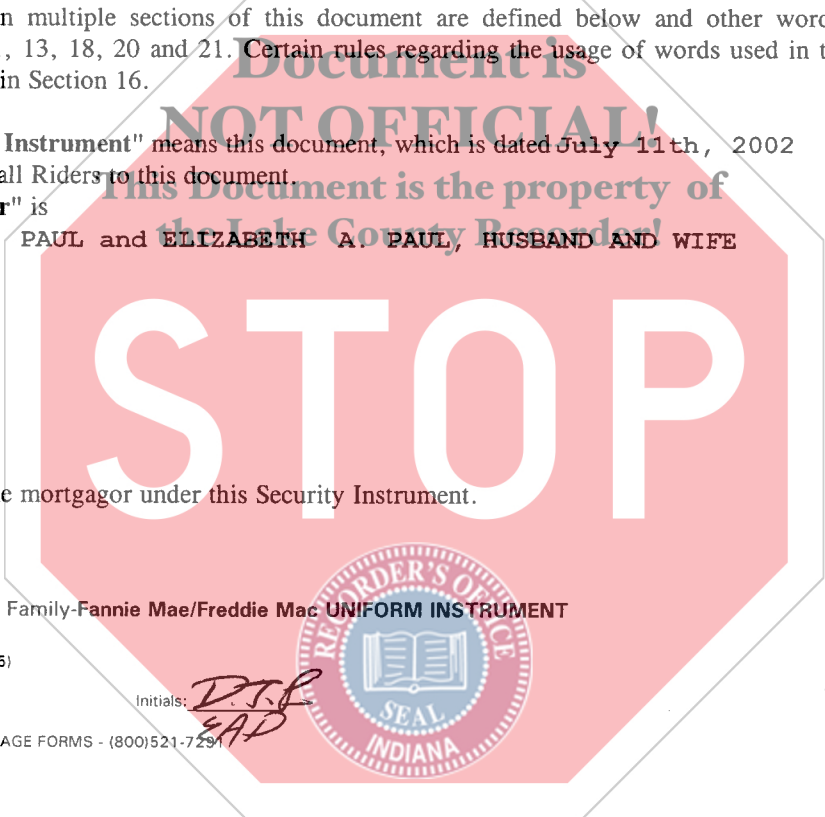 n multiple sections of this document are defined below and other word
, 13, 18, 20 and 21. Certain rules regarding the usage of words used in t
in Section 16.
Document is
NOT OFFICIAL!
Instrument" means this document, which is dated July 11th, 2002
all Riders to this document.
This Document is the property of
r" is
the Lake County Recorder!
PAUL and ELIZABETH A. PAUL, HUSBAND AND WIFE
STOP
e mortgagor under this Security Instrument.
Family-Fannie Mae/Freddie Mac UNIFORM INSTRUMENT
RECORDER'S OFFICE
SEAL
INDIANA
Initials: D.J.P.
EAP
AGE FORMS - (800)521-7291